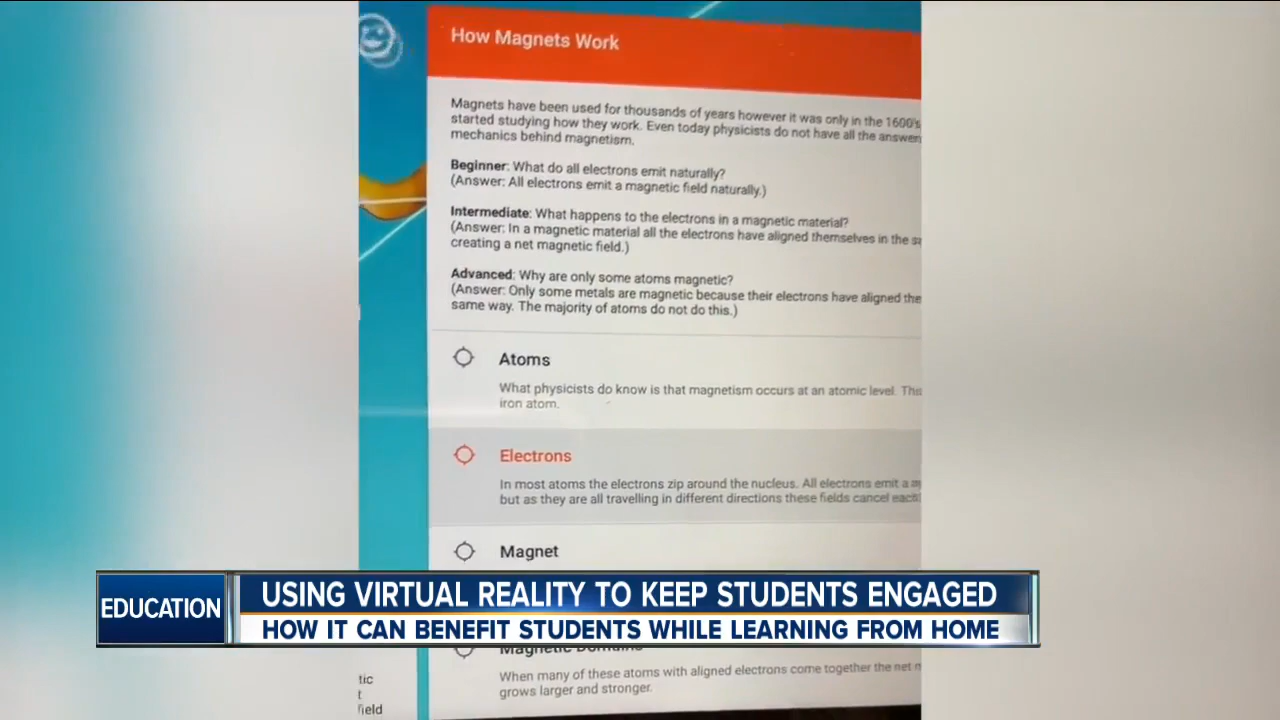 How Magnets Work
Magnets have been used for thousands of years however it was only in the 1600's
started studying how they work. Even today physicists do not have all the
mechanics behind magnetism.
Beginner: What do all electrons emit naturally?
(Answer: All electrons emit a magnetic field naturally.)
Intermediate: What happens to the electrons in a magnetic material?
(Answer: In a magnetic material all the electrons have aligned themselves in the
creating a net magnetic field.)
Advanced: Why are only some atoms magnetic?
(Answer: Only some metals are magnetic because their electrons have aligned
same way. The majority of atoms do not do this.)
Atoms
What physicists do know is that magnetism occurs at an atomic level.
iron atom.
Electrons
In most atoms the electrons zip around the nucleus. All electrons emit a
but as they are all travelling in different directions these fields cancel
Magnet
EDUCATION
USING VIRTUAL REALITY TO KEEP STUDENTS ENGAGED
HOW IT CAN BENEFIT STUDENTS WHILE LEARNING FROM HOME
Magnetic Domains
When many of these atoms with aligned electrons come together the net
grows larger and stronger.
tic
t
field